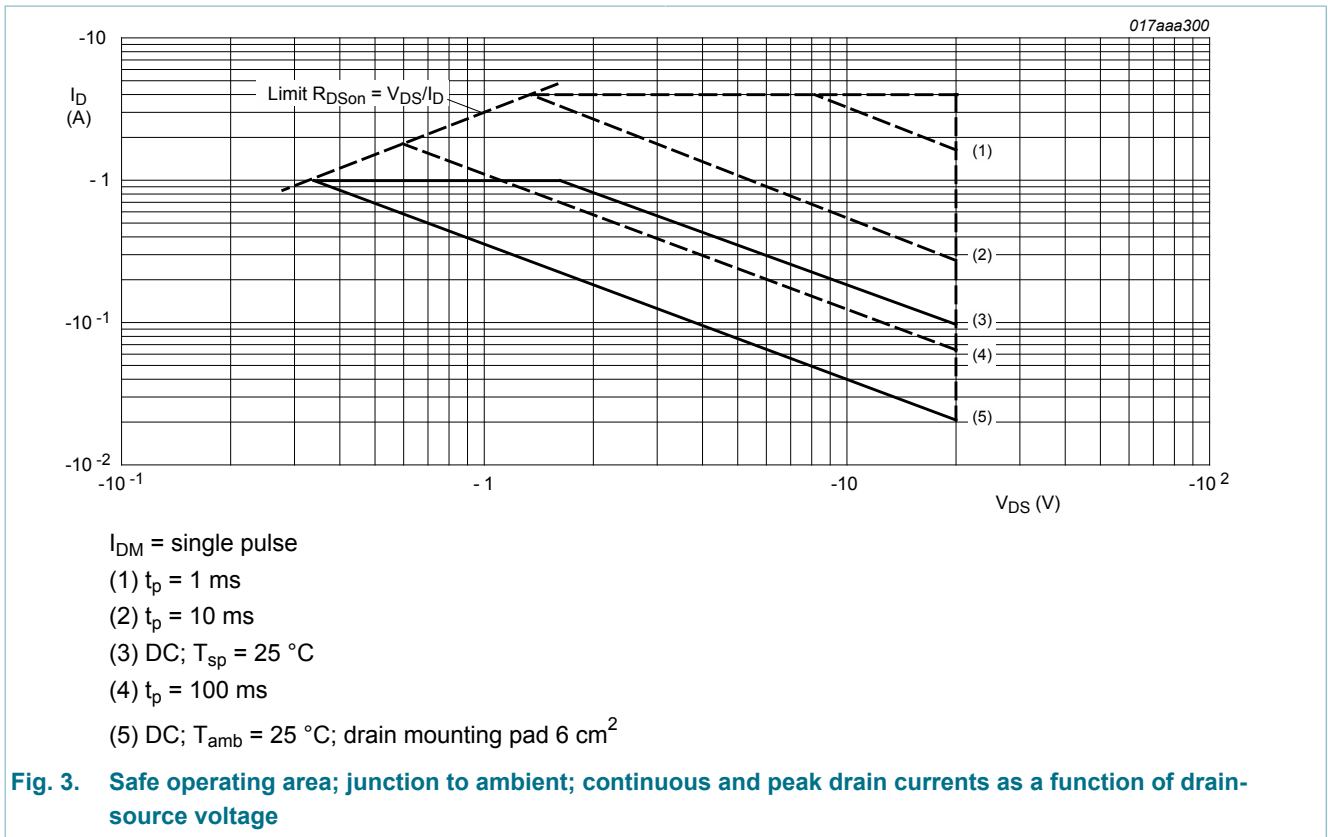 017aaa300
-10
I_D
(A)
Limit R_DSon = V_DS/I_D
(1)
- 1
(2)
-10^-1
(3)
(4)
(5)
-10^-2
-10^-1
- 1
-10
-10^2
V_DS (V)
I_DM = single pulse
(1) t_p = 1 ms
(2) t_p = 10 ms
(3) DC; T_sp = 25 °C
(4) t_p = 100 ms
(5) DC; T_amb = 25 °C; drain mounting pad 6 cm^2
Fig. 3. Safe operating area; junction to ambient; continuous and peak drain currents as a function of drain-
source voltage